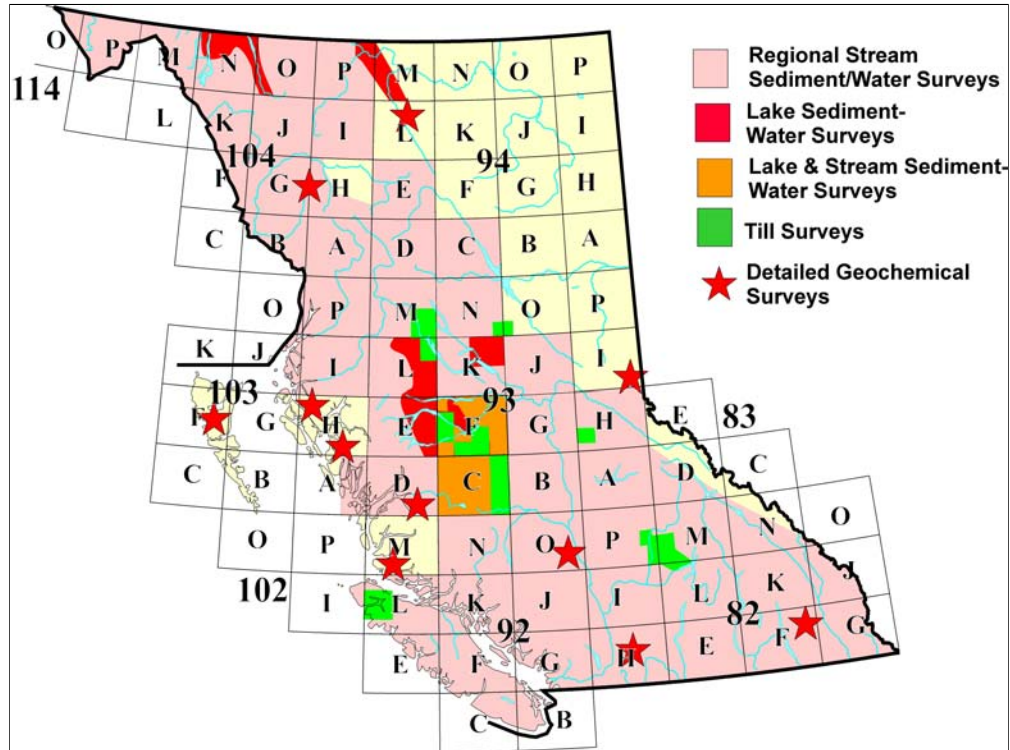 O P M N O P M N O P
114
L K J I L K J I
104 94
F G H E F G H
C B A D C B A
O P M N O P
K J I L K J I
103 93 83
F G H E F G H E
C B A D C B A D C
O P M N O P M N O
102
I L K J I L K J
92 82
E F G H E F G
C B
Regional Stream
Sediment/Water Surveys
Lake Sediment-
Water Surveys
Lake & Stream Sediment-
Water Surveys
Till Surveys
Detailed Geochemical
Surveys